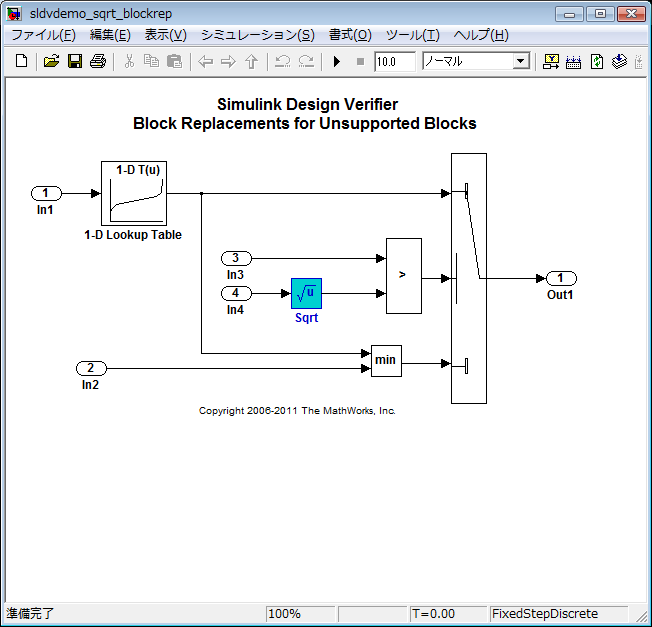 sldvdemo_sqrt_blockrep
ファイル(F) 編集(E) 表示(V) シミュレーション(S) 書式(O) ツール(T) ヘルプ(H)
10.0 ノーマル
Simulink Design Verifier
Block Replacements for Unsupported Blocks
1-D T(u)
1
In1
1-D Lookup Table
3
In3
>
1
Out1
4
In4
√u
Sqrt
min
2
In2
Copyright 2006-2011 The MathWorks, Inc.
準備完了 100% T=0.00 FixedStepDiscrete